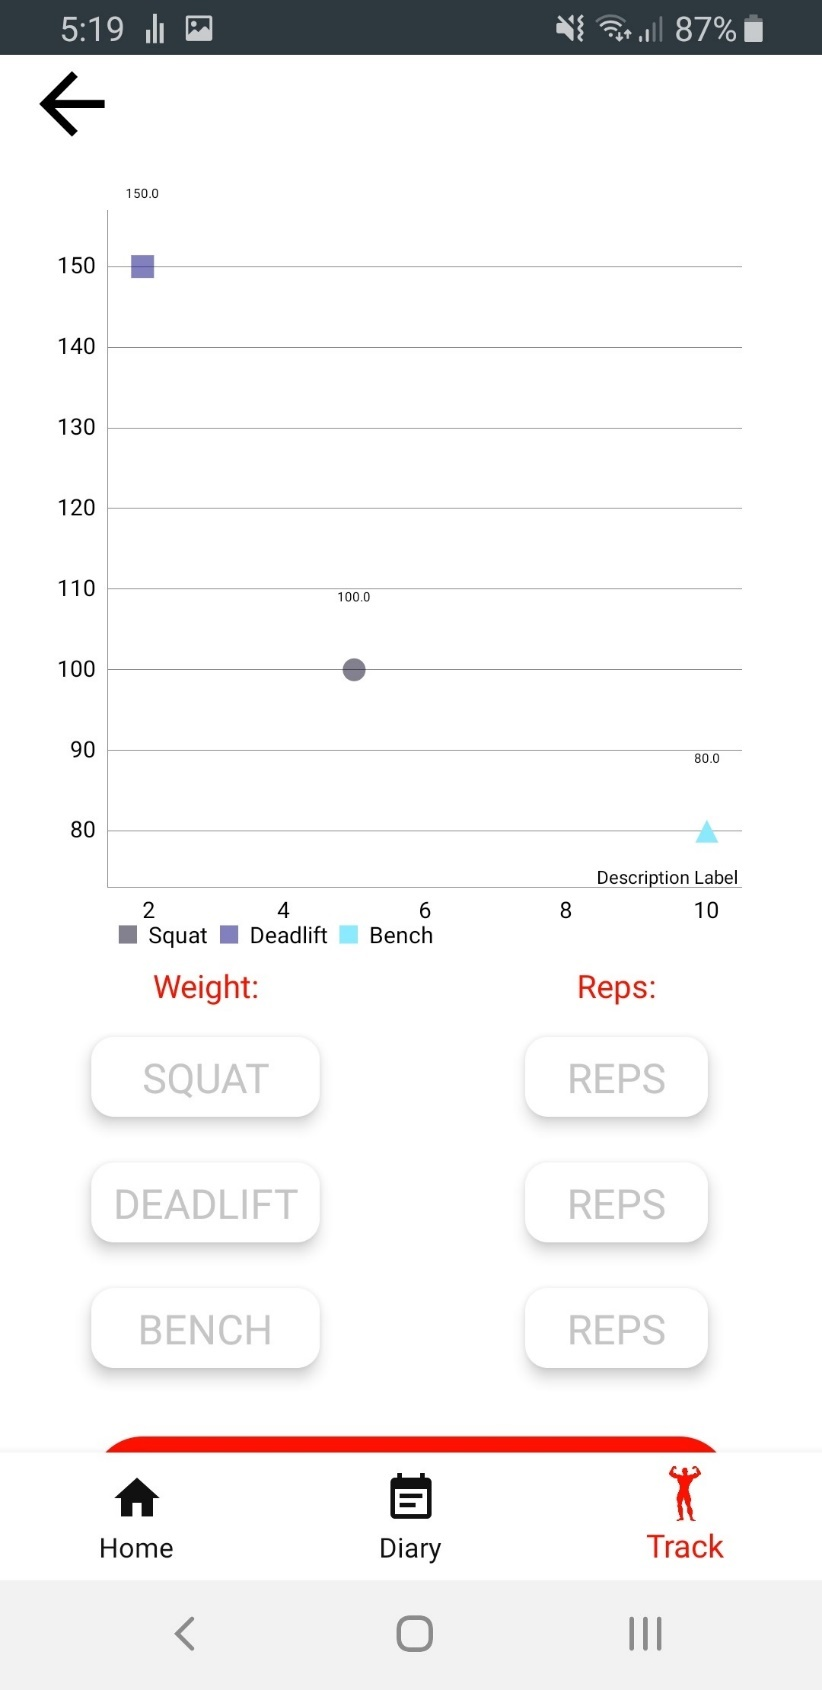 5:19 87%
150.0
150
140
130
120
110
100.0
100
90
80.0
80
Description Label
2 4 6 8 10
Squat Deadlift Bench
Weight: Reps:
SQUAT REPS
DEADLIFT REPS
BENCH REPS
Home Diary Track